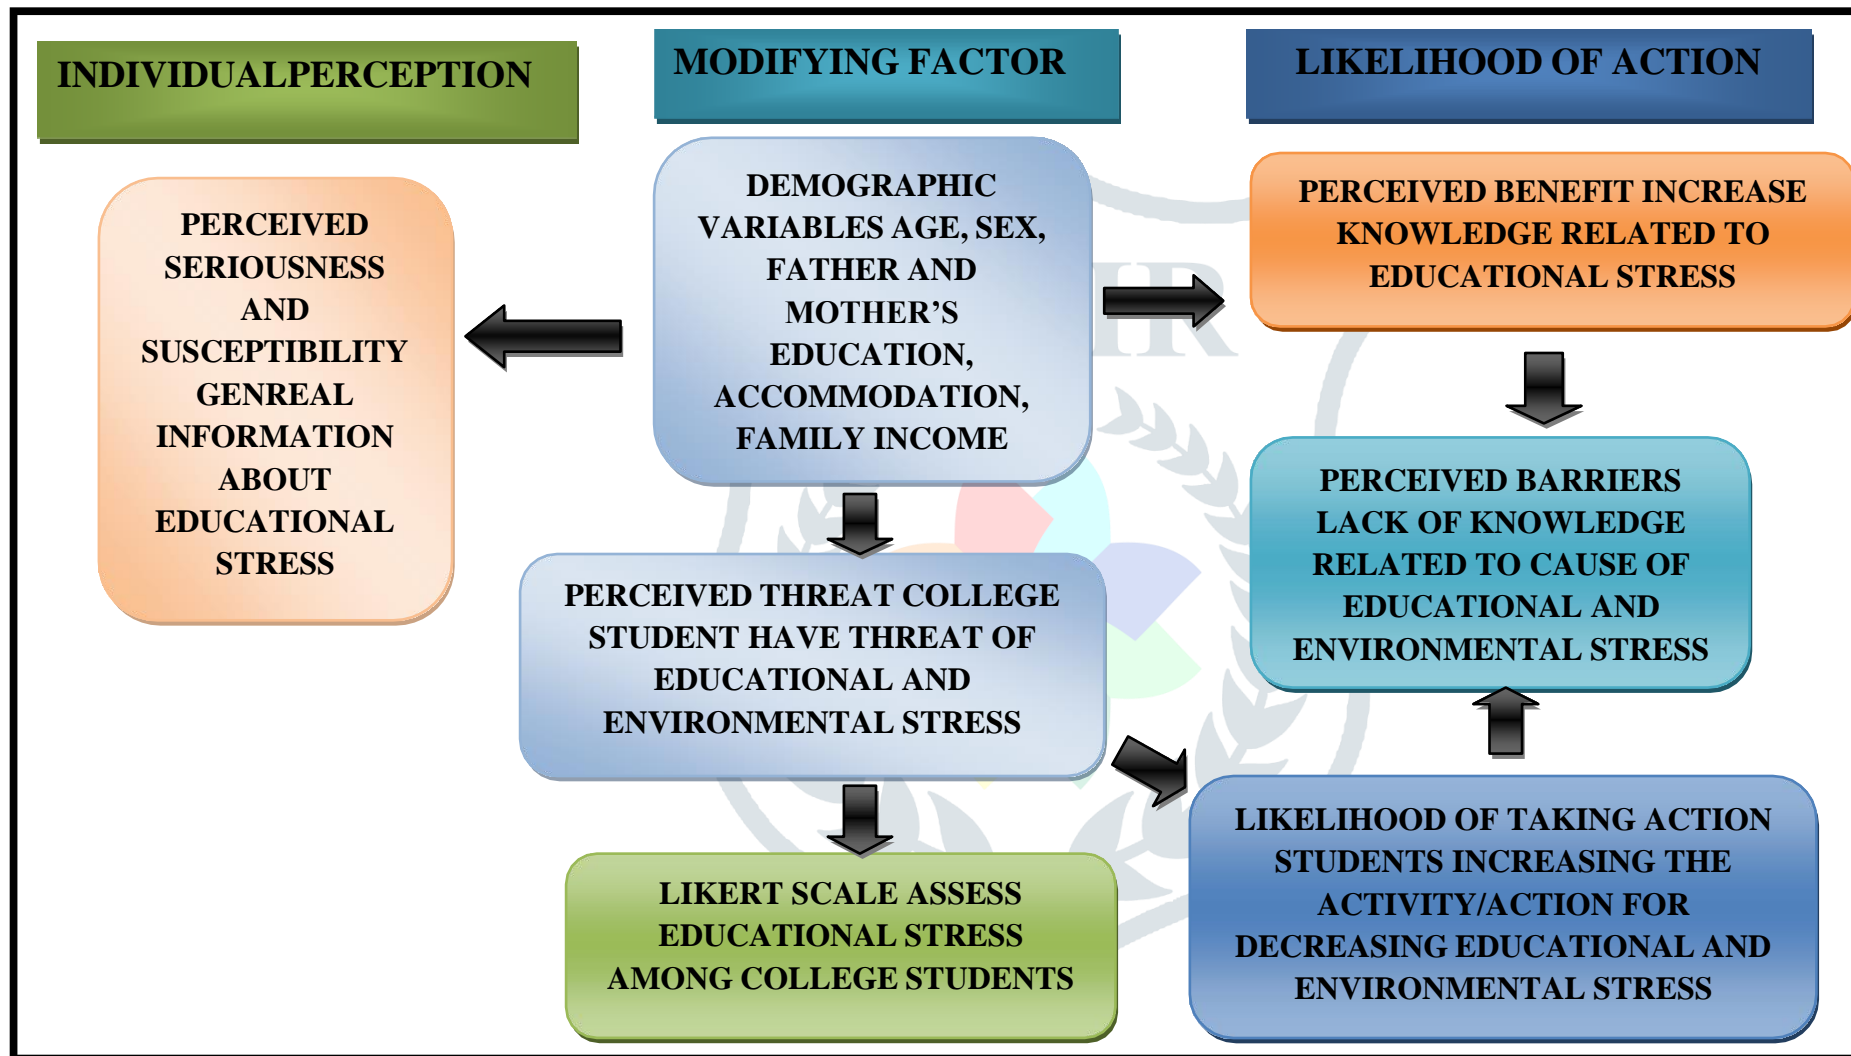 INDIVIDUALPERCEPTION
PERCEIVED
SERIOUSNESS
AND
SUSCEPTIBILITY
GENREAL
INFORMATION
ABOUT
EDUCATIONAL
STRESS
MODIFYING FACTOR
DEMOGRAPHIC
VARIABLES AGE, SEX,
FATHER AND
MOTHER’S
EDUCATION,
ACCOMMODATION,
FAMILY INCOME
PERCEIVED THREAT COLLEGE
STUDENT HAVE THREAT OF
EDUCATIONAL AND
ENVIRONMENTAL STRESS
LIKERT SCALE ASSESS
EDUCATIONAL STRESS
AMONG COLLEGE STUDENTS
LIKELIHOOD OF ACTION
PERCEIVED BENEFIT INCREASE
KNOWLEDGE RELATED TO
EDUCATIONAL STRESS
PERCEIVED BARRIERS
LACK OF KNOWLEDGE
RELATED TO CAUSE OF
EDUCATIONAL AND
ENVIRONMENTAL STRESS
LIKELIHOOD OF TAKING ACTION
STUDENTS INCREASING THE
ACTIVITY/ACTION FOR
DECREASING EDUCATIONAL AND
ENVIRONMENTAL STRESS